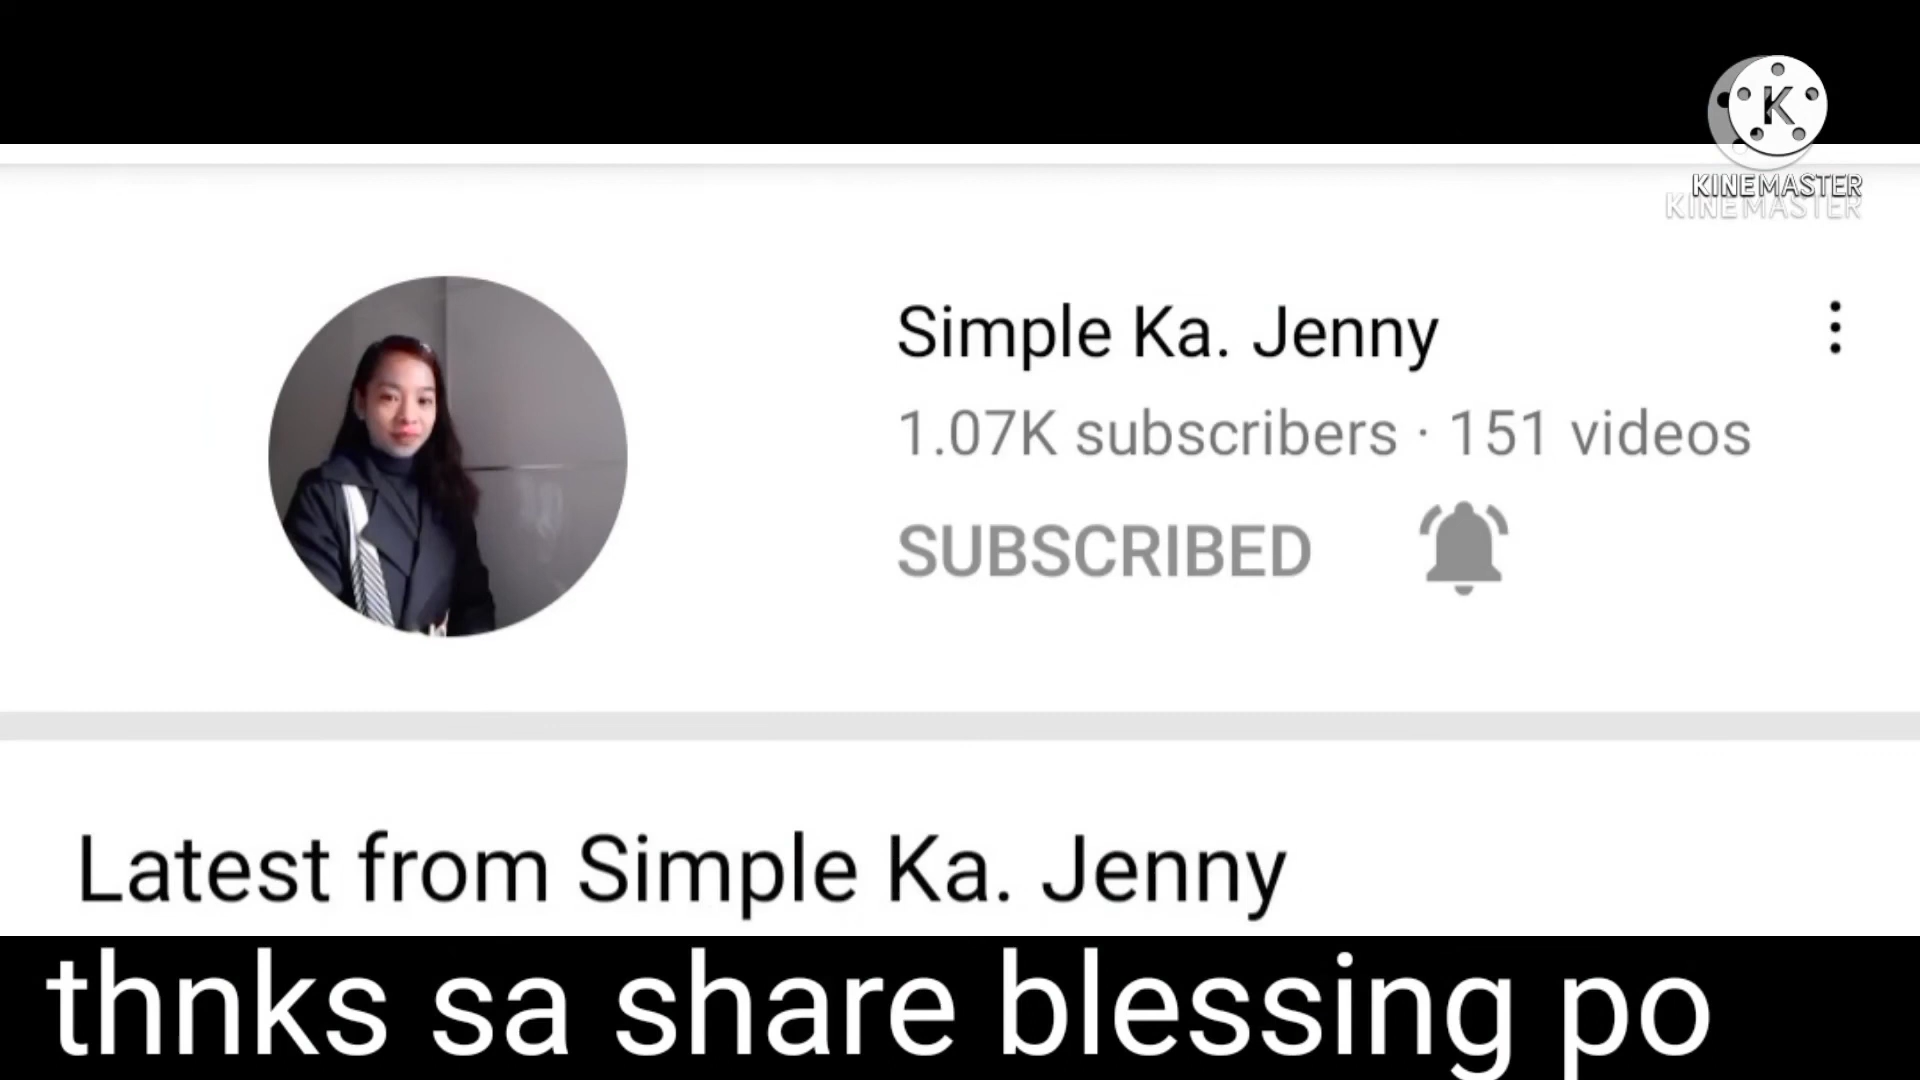 K
KINEMASTER
Simple Ka. Jenny
1.07K subscribers · 151 videos
SUBSCRIBED
Latest from Simple Ka. Jenny
thnks sa share blessing po